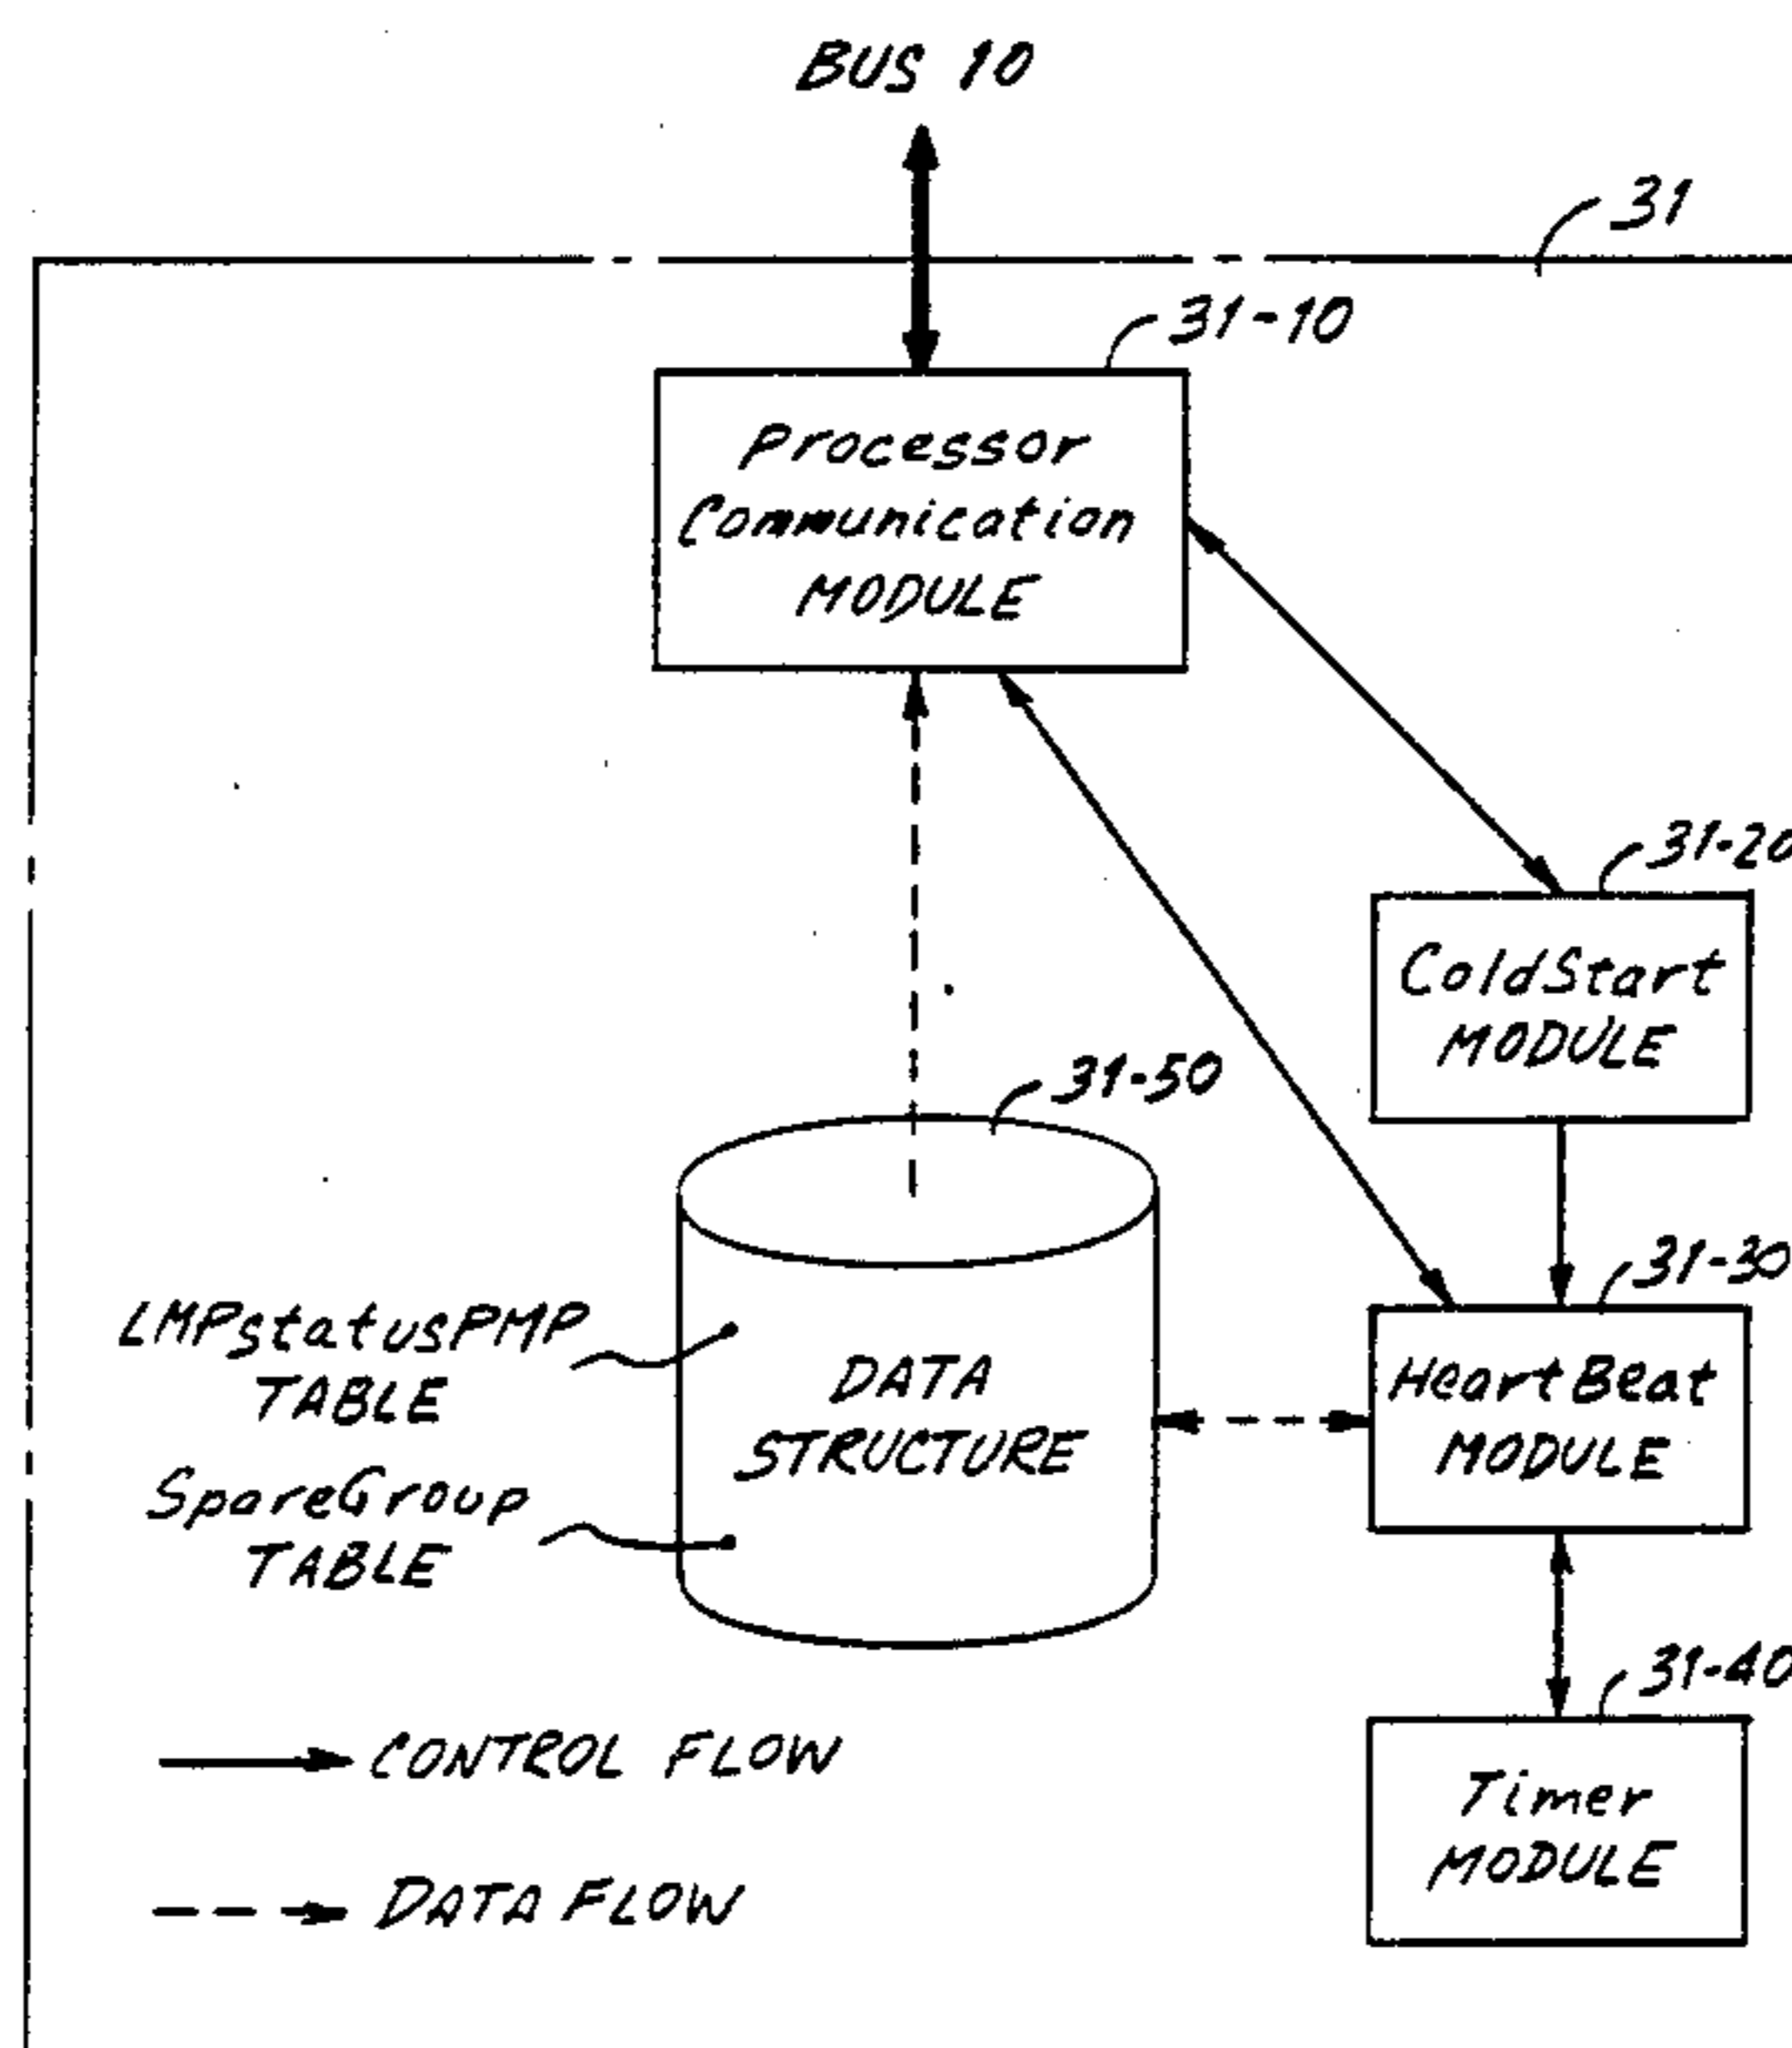 BUS 10
31
31-10
Processor
Communication
MODULE
31-20
ColdStart
MODULE
31-50
31-30
LMPstatusPMP
TABLE
DATA
STRUCTURE
HeartBeat
MODULE
SpareGroup
TABLE
31-40
CONTROL FLOW
Timer
MODULE
DATA FLOW